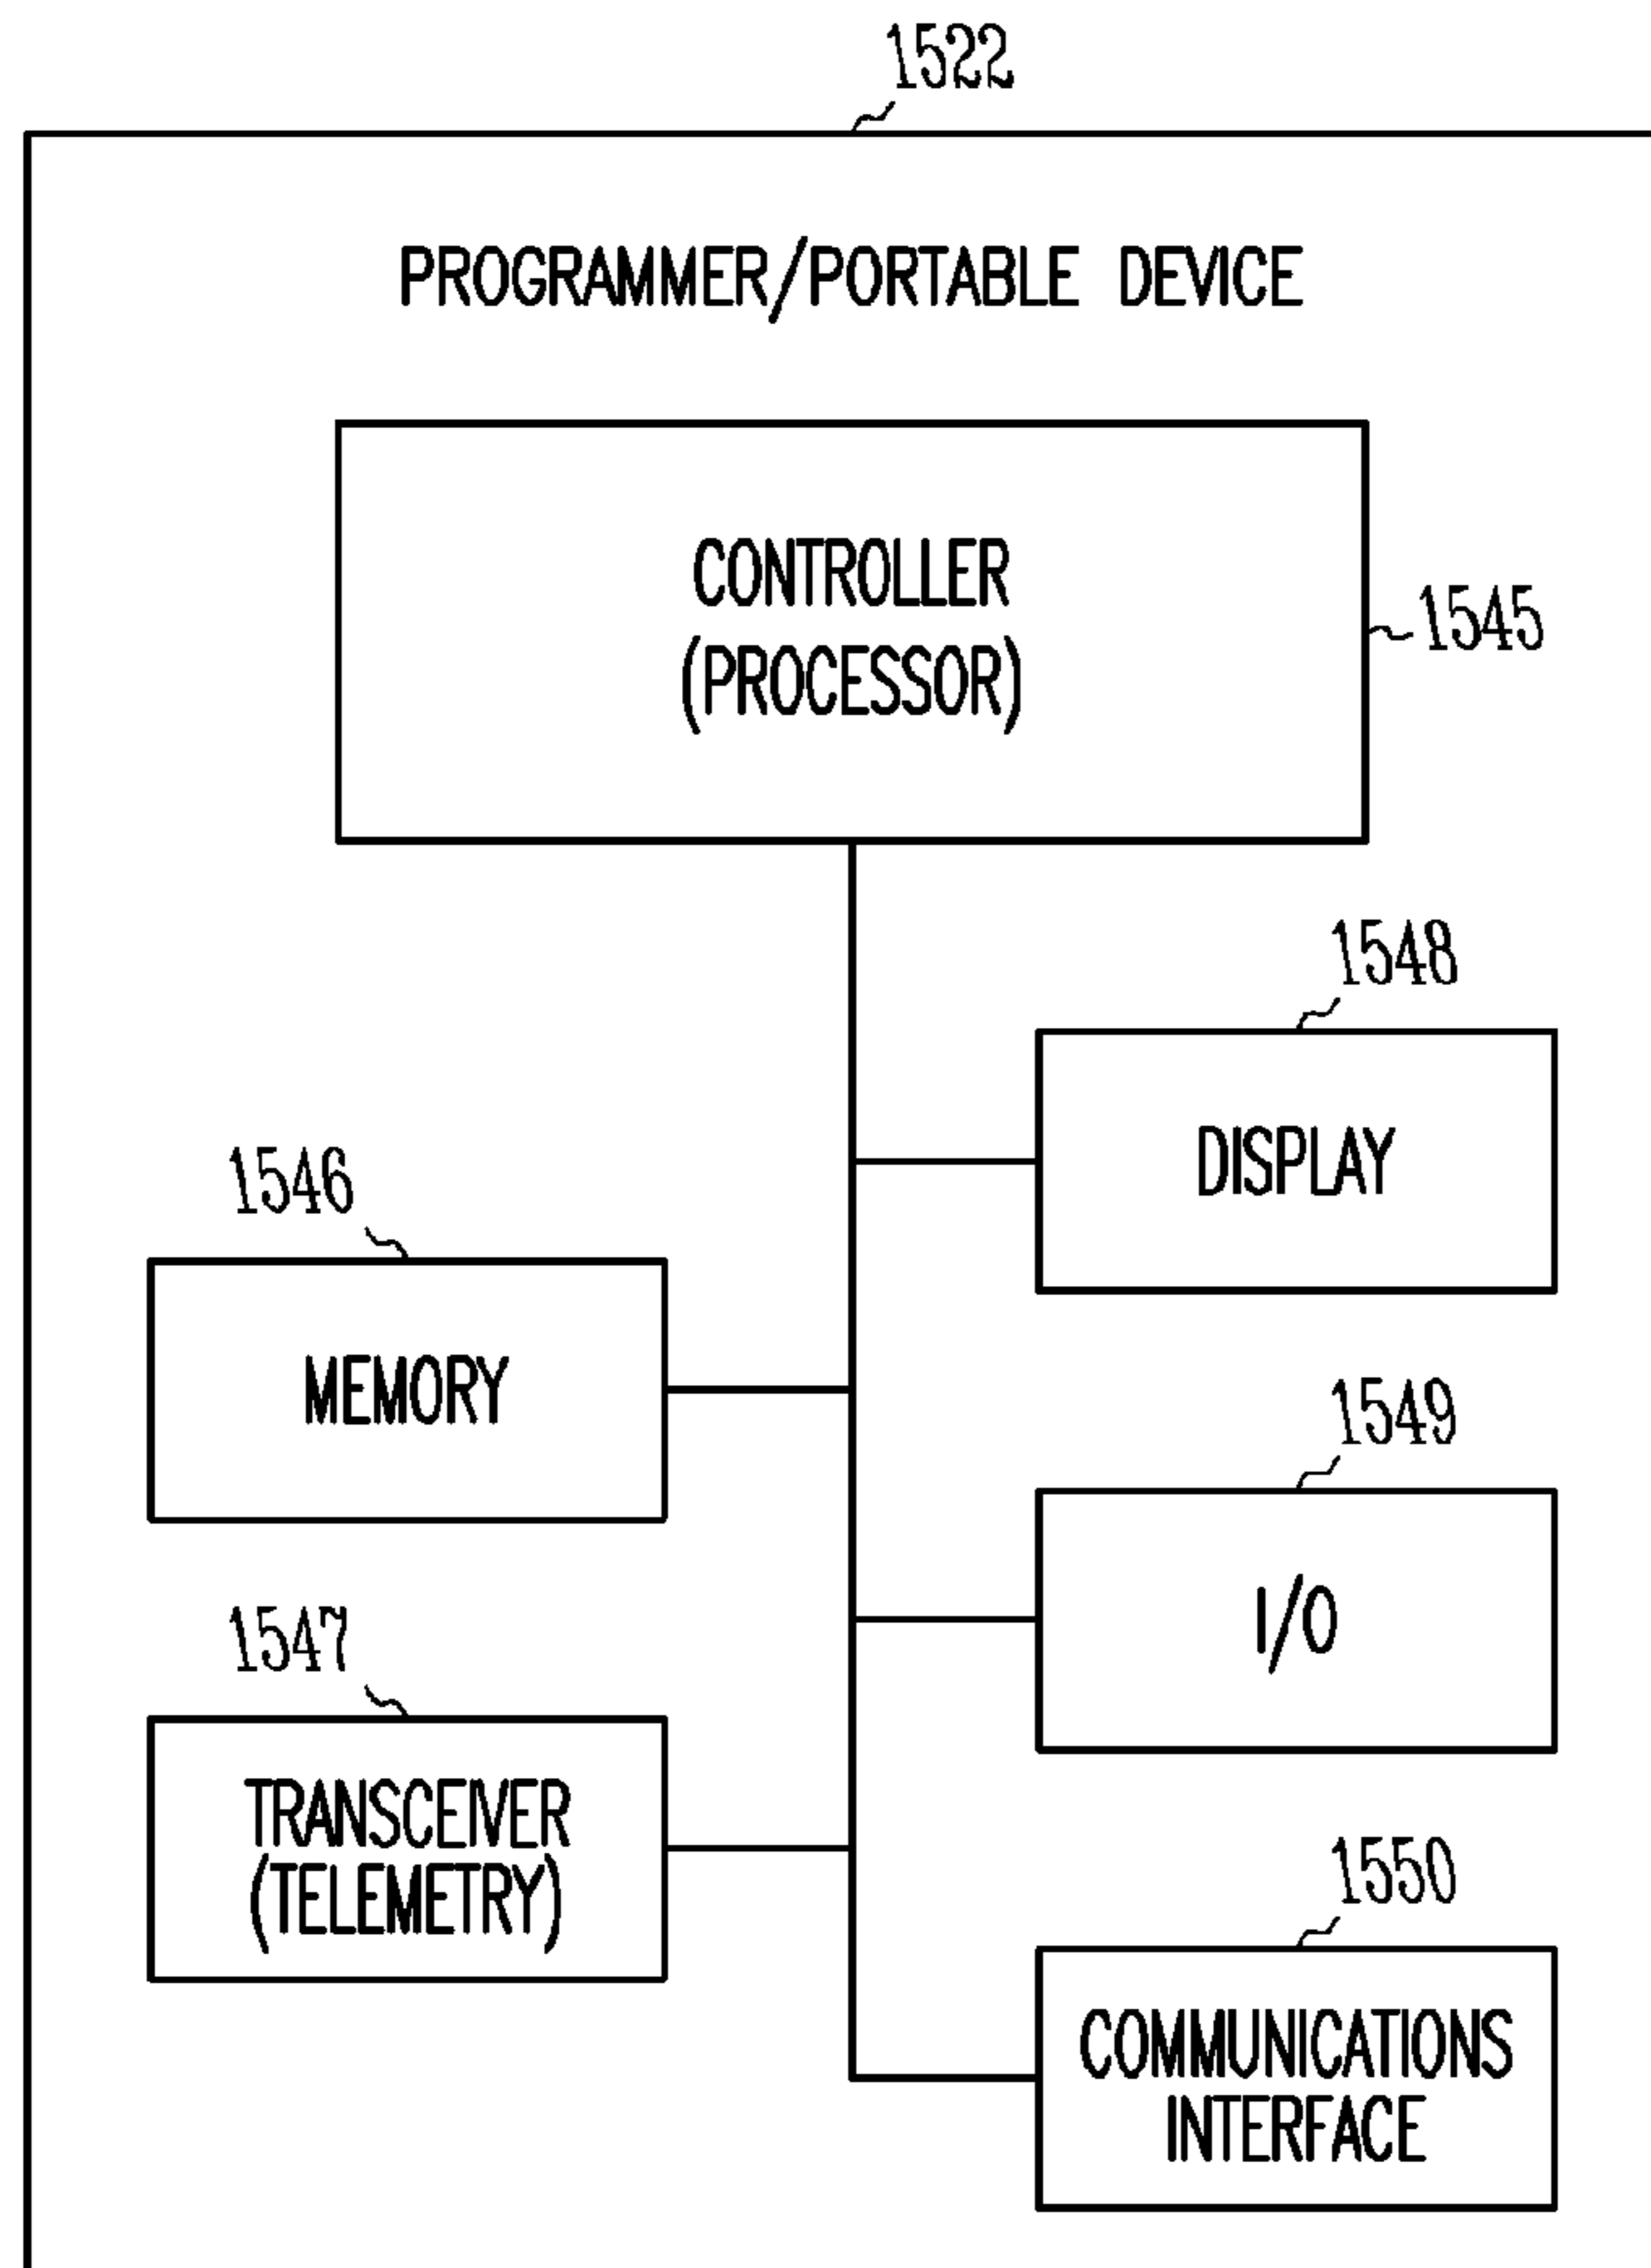 1522
PROGRAMMER/PORTABLE DEVICE
CONTROLLER
(PROCESSOR)
1545
1548
DISPLAY
1546
MEMORY
1549
I/O
1547
TRANSCEIVER
(TELEMETRY)
1550
COMMUNICATIONS
INTERFACE